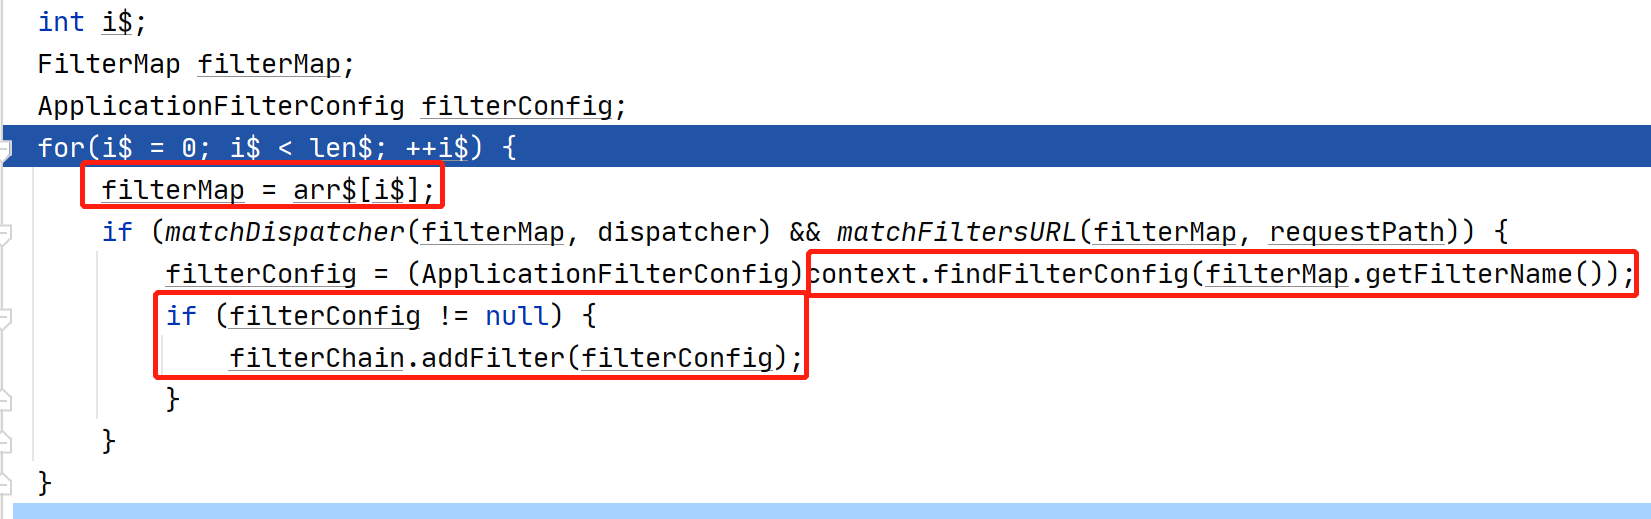 int i$;
FilterMap filterMap;
ApplicationFilterConfig filterConfig;
for(i$ = 0; i$ < len$; ++i$) {
filterMap = arr$[i$];
if (matchDispatcher(filterMap, dispatcher) && matchFiltersURL(filterMap, requestPath)) {
filterConfig = (ApplicationFilterConfig)context.findFilterConfig(filterMap.getFilterName());
if (filterConfig != null) {
filterChain.addFilter(filterConfig);
}
}
}